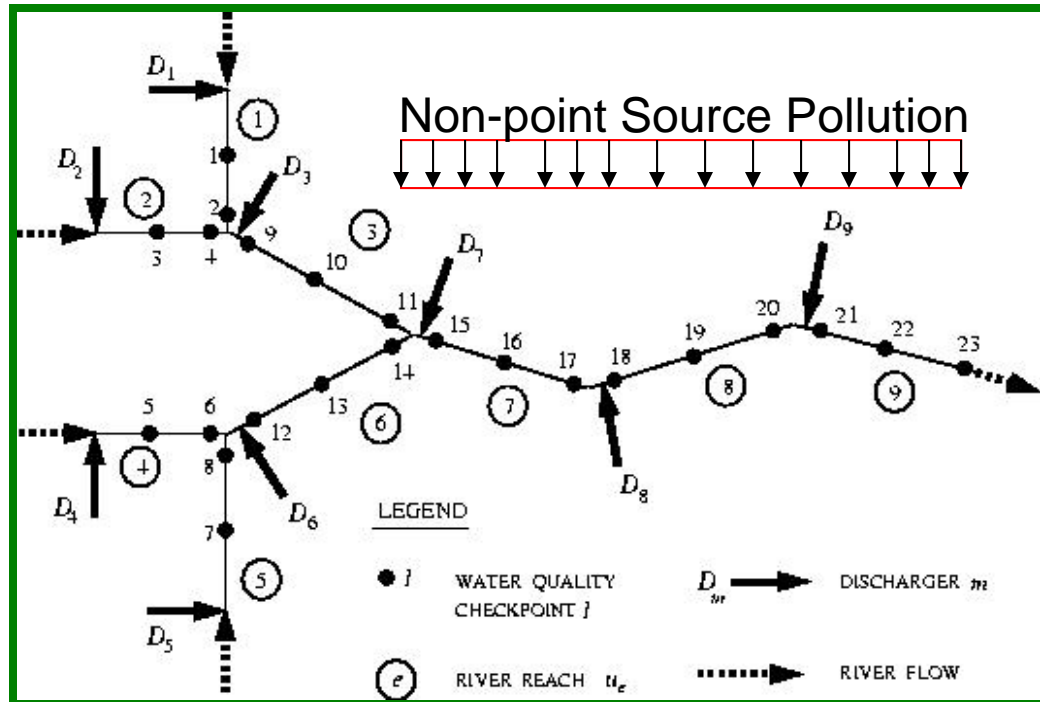 D1
1
Non-point Source Pollution
D2
1
D3
2
2
9
3
D7
D9
3
4
10
11
15
20
21
16
19
22
23
14
17
18
5
6
13
7
8
9
12
6
4
8
D4
D6
D8
7
LEGEND
5
l WATER QUALITY
CHECKPOINT l
Dm DISCHARGER m
D5
e RIVER REACH ue
RIVER FLOW